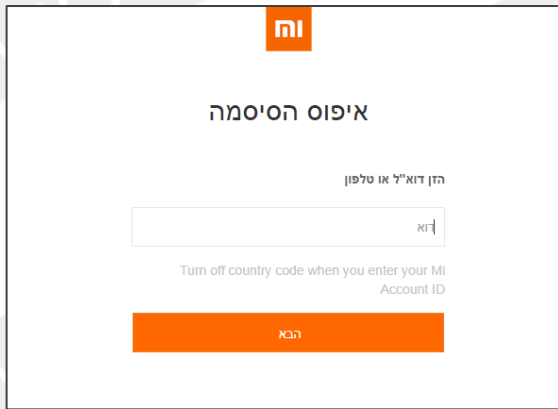 mi
איפוס הסיסמה
הזן דוא"ל או טלפון
דוא
Turn off country code when you enter your Mi
Account ID
הבא